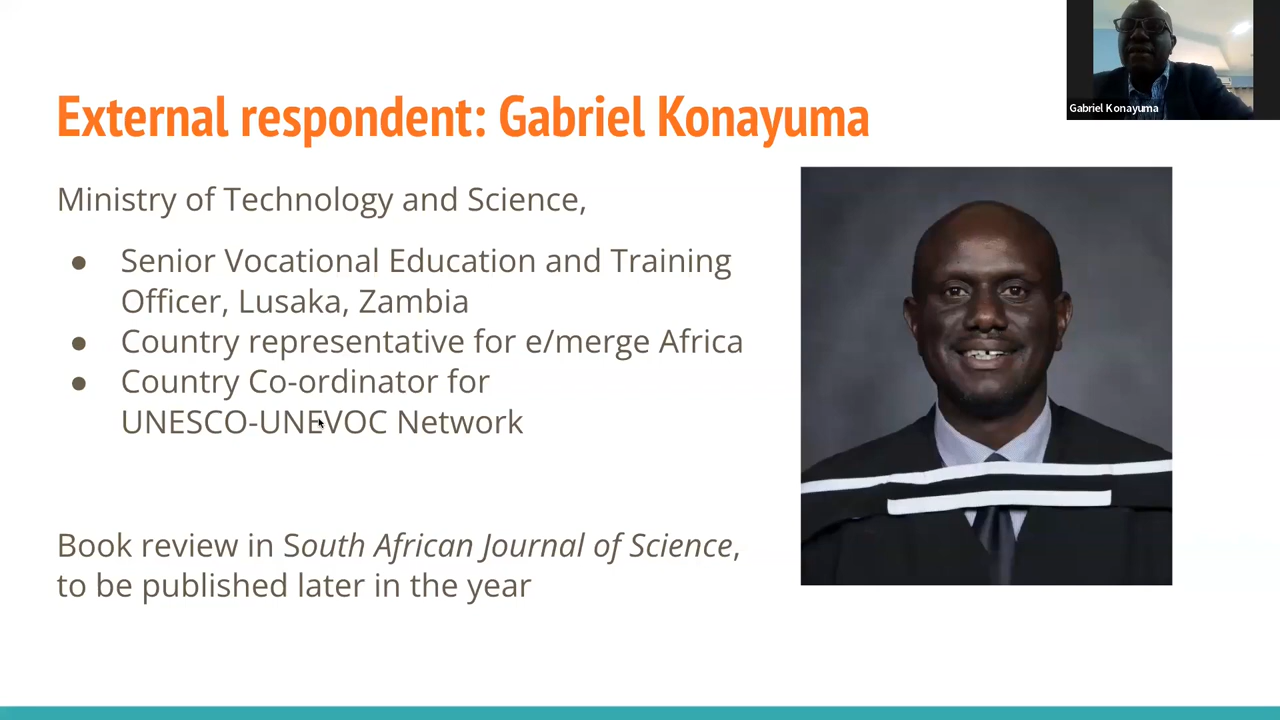 External respondent: Gabriel Konayuma
Gabriel Konayuma
Ministry of Technology and Science,
● Senior Vocational Education and Training
Officer, Lusaka, Zambia
● Country representative for e/merge Africa
● Country Co-ordinator for
UNESCO-UNEVOC Network
Book review in South African Journal of Science,
to be published later in the year